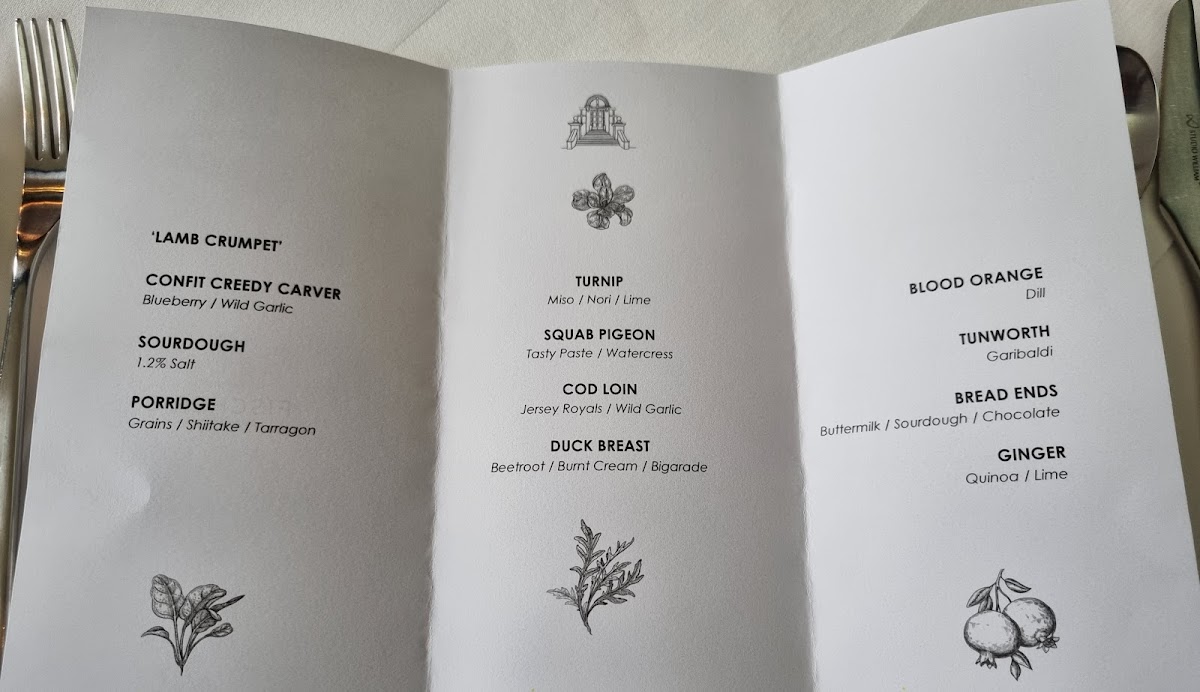 'LAMB CRUMPET'
CONFIT CREEDY CARVER
Blueberry / Wild Garlic
SOURDOUGH
1.2% Salt
PORRIDGE
Grains / Shiitake / Tarragon
TURNIP
Miso / Nori / Lime
SQUAB PIGEON
Tasty Paste / Watercress
COD LOIN
Jersey Royals / Wild Garlic
DUCK BREAST
Beetroot / Burnt Cream / Bigarade
BLOOD ORANGE
Dill
TUNWORTH
Garibaldi
BREAD ENDS
Buttermilk / Sourdough / Chocolate
GINGER
Quinoa / Lime